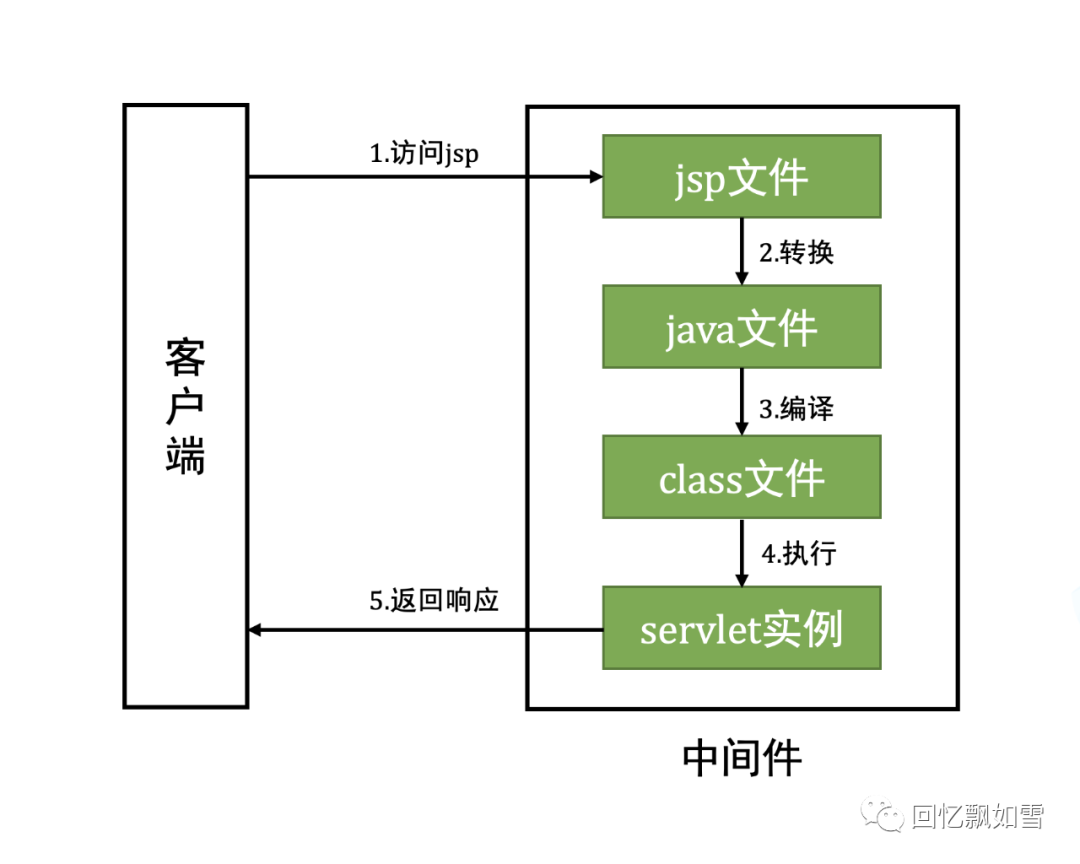 1.访问jsp
jsp文件
2.转换
java文件
3.编译
class文件
4.执行
servlet实例
5.返回响应
客户端
中间件
回忆飘如雪